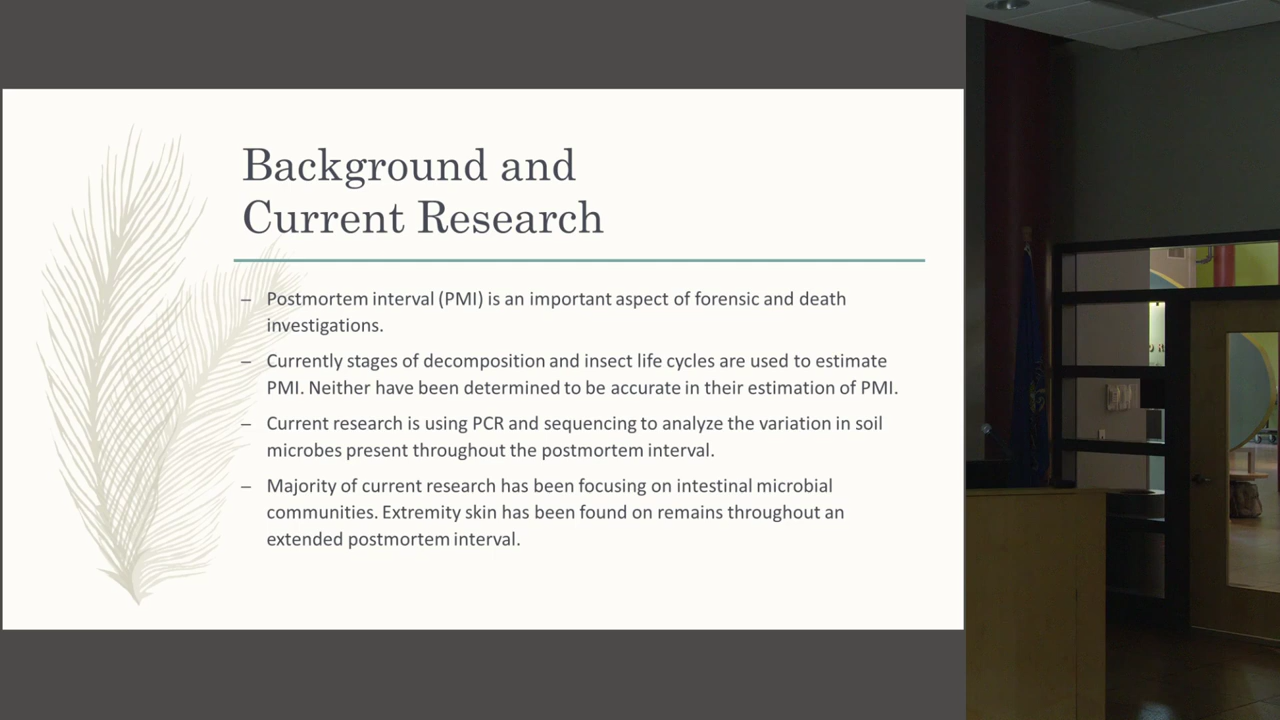 Background and
Current Research
– Postmortem interval (PMI) is an important aspect of forensic and death
investigations.
– Currently stages of decomposition and insect life cycles are used to estimate
PMI. Neither have been determined to be accurate in their estimation of PMI.
– Current research is using PCR and sequencing to analyze the variation in soil
microbes present throughout the postmortem interval.
– Majority of current research has been focusing on intestinal microbial
communities. Extremity skin has been found on remains throughout an
extended postmortem interval.